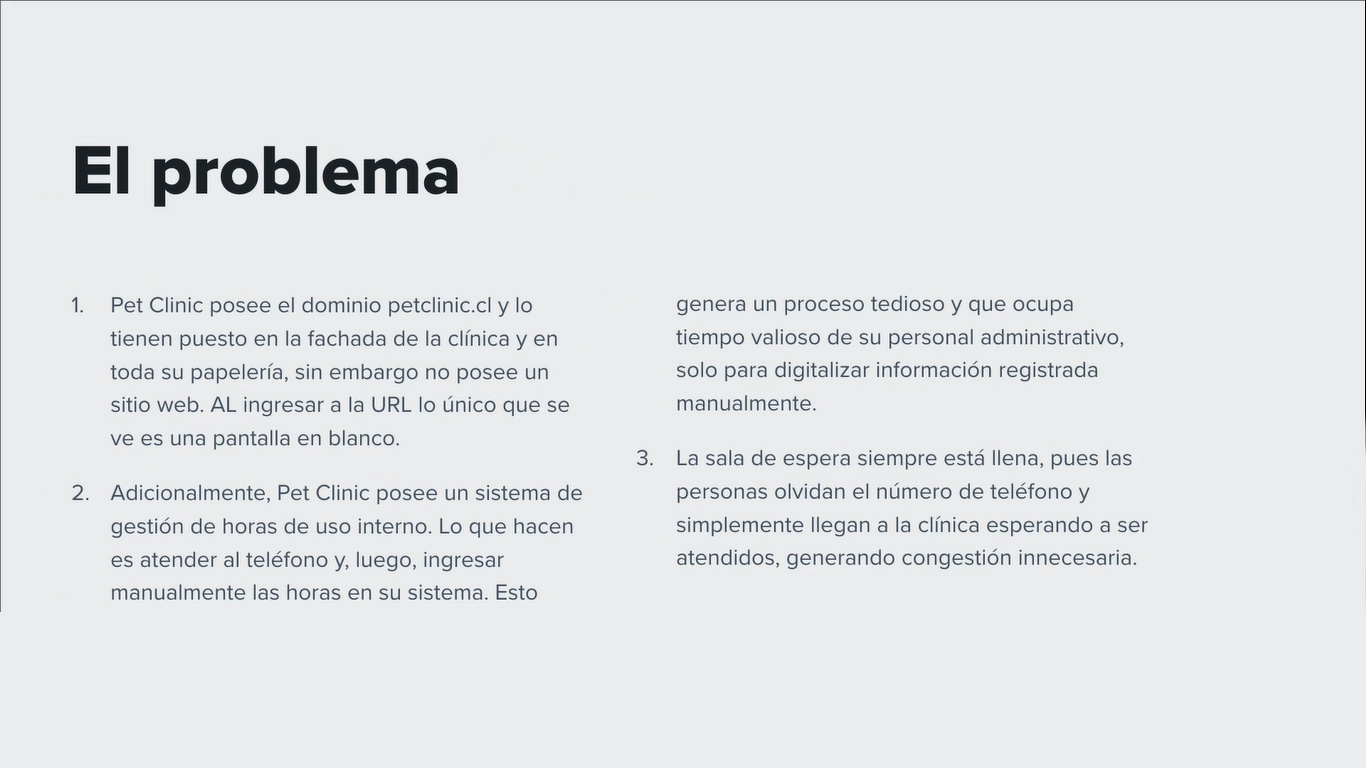 El problema
1. Pet Clinic posee el dominio petclinic.cl y lo
tienen puesto en la fachada de la clínica y en
toda su papelería, sin embargo no posee un
sitio web. AL ingresar a la URL lo único que se
ve es una pantalla en blanco.
2. Adicionalmente, Pet Clinic posee un sistema de
gestión de horas de uso interno. Lo que hacen
es atender al teléfono y, luego, ingresar
manualmente las horas en su sistema. Esto
genera un proceso tedioso y que ocupa
tiempo valioso de su personal administrativo,
solo para digitalizar información registrada
manualmente.
3. La sala de espera siempre está llena, pues las
personas olvidan el número de teléfono y
simplemente llegan a la clínica esperando a ser
atendidos, generando congestión innecesaria.